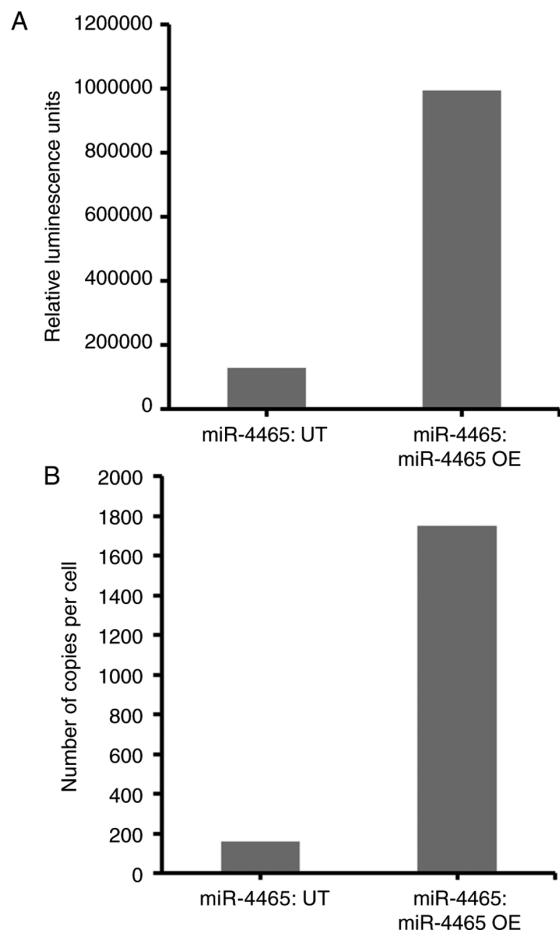 A
1200000
1000000
800000
600000
400000
200000
0
Relative luminescence units
miR-4465: UT
miR-4465:
miR-4465 OE
B
2000
1800
1600
1400
1200
1000
800
600
400
200
0
Number of copies per cell
miR-4465: UT
miR-4465:
miR-4465 OE